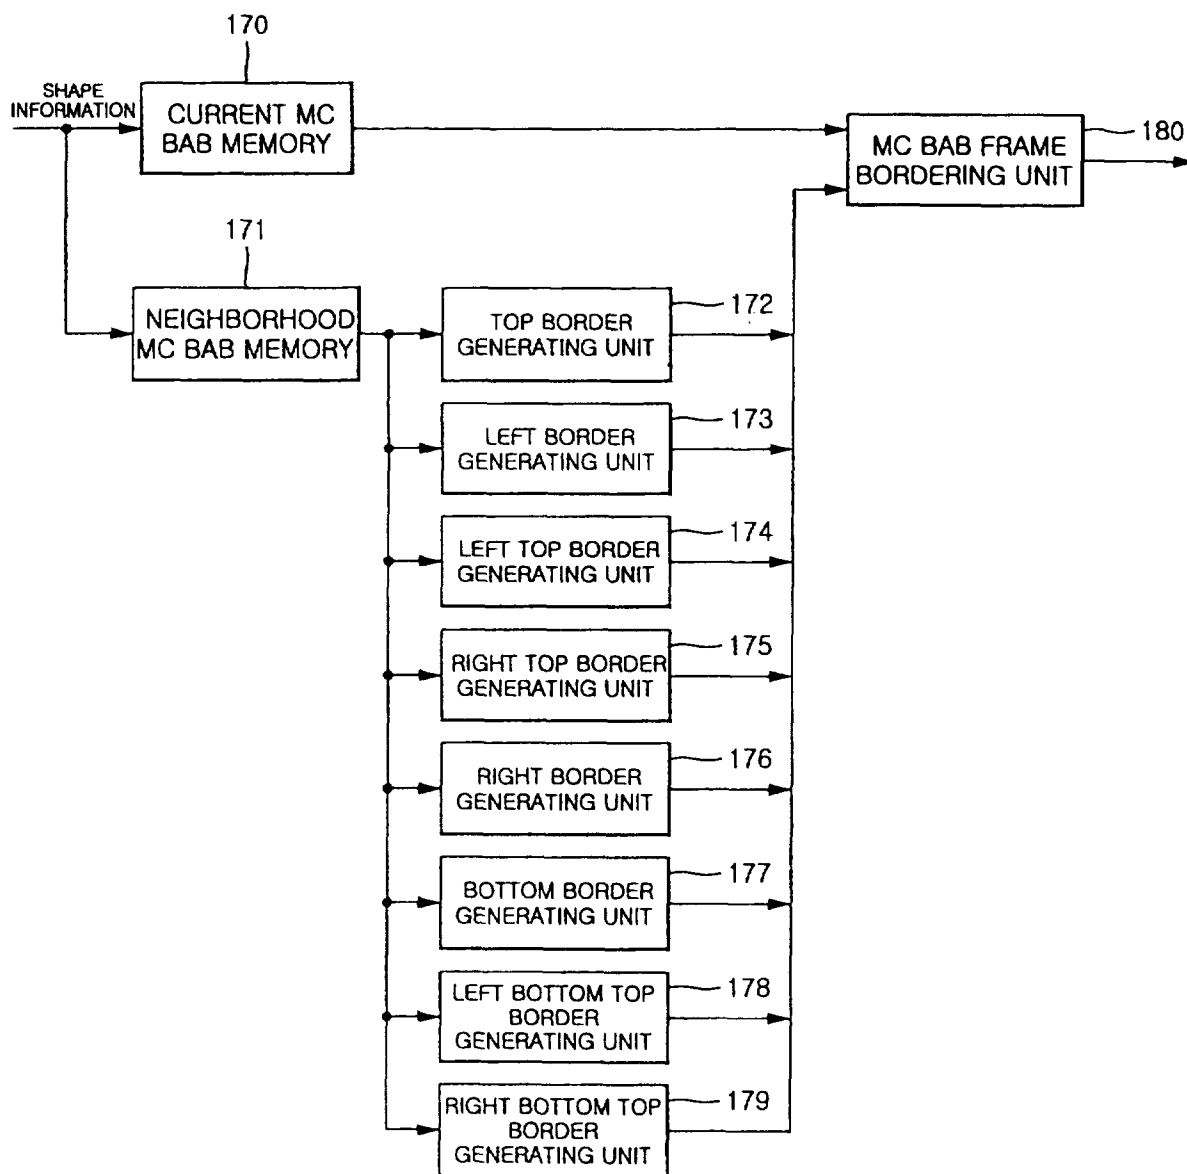 170
SHAPE
INFORMATION
CURRENT MC
BAB MEMORY
MC BAB FRAME
BORDERING UNIT
180
171
NEIGHBORHOOD
MC BAB MEMORY
TOP BORDER
GENERATING UNIT
172
LEFT BORDER
GENERATING UNIT
173
LEFT TOP BORDER
GENERATING UNIT
174
RIGHT TOP BORDER
GENERATING UNIT
175
RIGHT BORDER
GENERATING UNIT
176
BOTTOM BORDER
GENERATING UNIT
177
LEFT BOTTOM TOP
BORDER
GENERATING UNIT
178
RIGHT BOTTOM TOP
BORDER
GENERATING UNIT
179